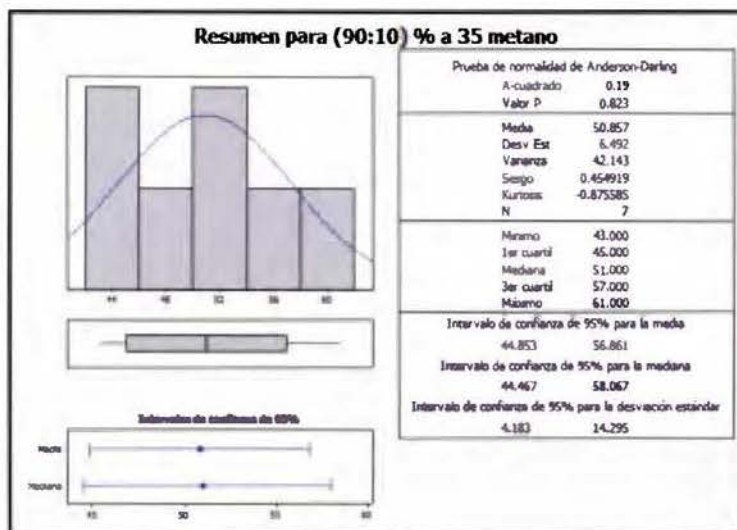 Resumen para (90:10) % a 35 metano
Prueba de normalidad de Anderson-Darling
A-cuadrado 0.19
Valor P 0.823
Media 50.857
Desv Est 6.492
Varianza 42.143
Sesgo 0.454919
Kurtosis -0.875585
N 7
Mínimo 43.000
1er cuartil 45.000
Mediana 51.000
3er cuartil 57.000
Máximo 61.000
Intervalo de confianza de 95% para la media
44.853 56.861
Intervalo de confianza de 95% para la mediana
44.467 58.067
Intervalo de confianza de 95% para la desviación estándar
4.183 14.295
44 48 52 56 60
Intervalos de confianza de 95%
Media
Mediana
45 50 55 60